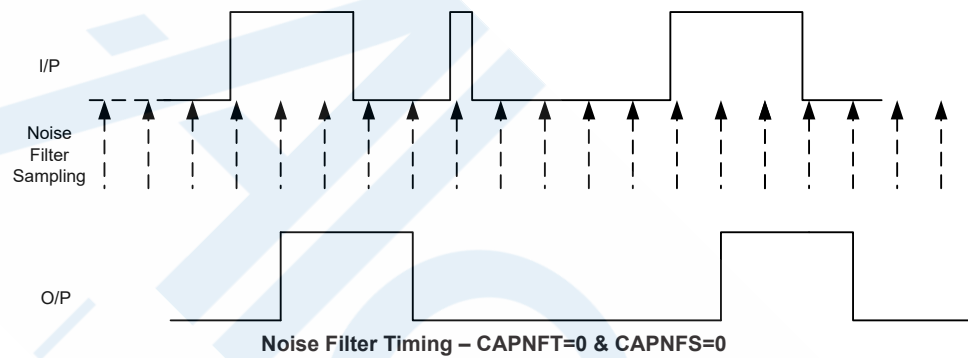 I/P
Noise
Filter
Sampling
O/P
Noise Filter Timing – CAPNFT=0 & CAPNFS=0